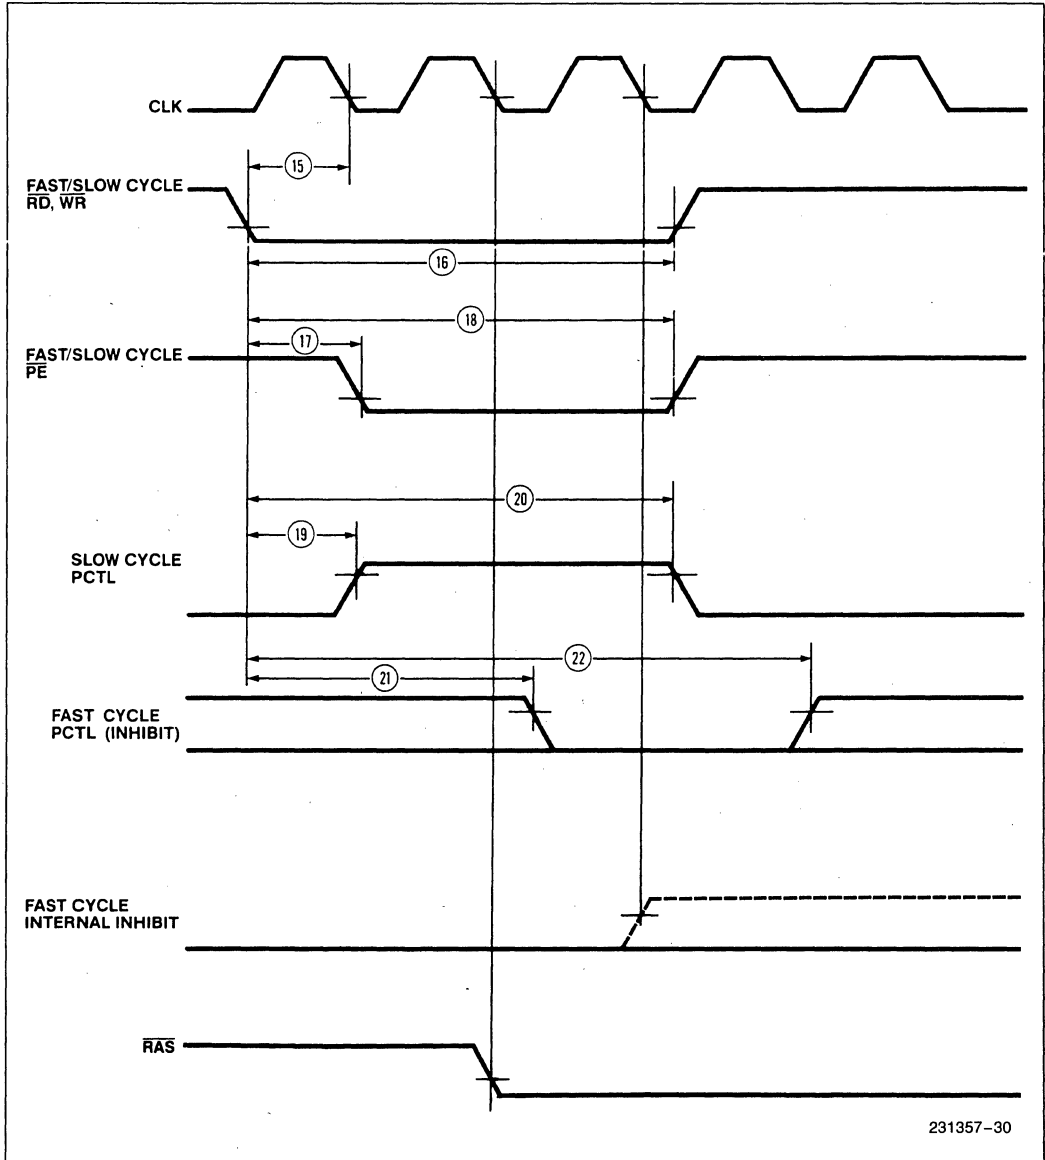 CLK
15
FAST/SLOW CYCLE
RD, WR
16
18
17
FAST/SLOW CYCLE
PE
20
19
SLOW CYCLE
PCTL
22
21
FAST CYCLE
PCTL (INHIBIT)
FAST CYCLE
INTERNAL INHIBIT
RAS
231357-30